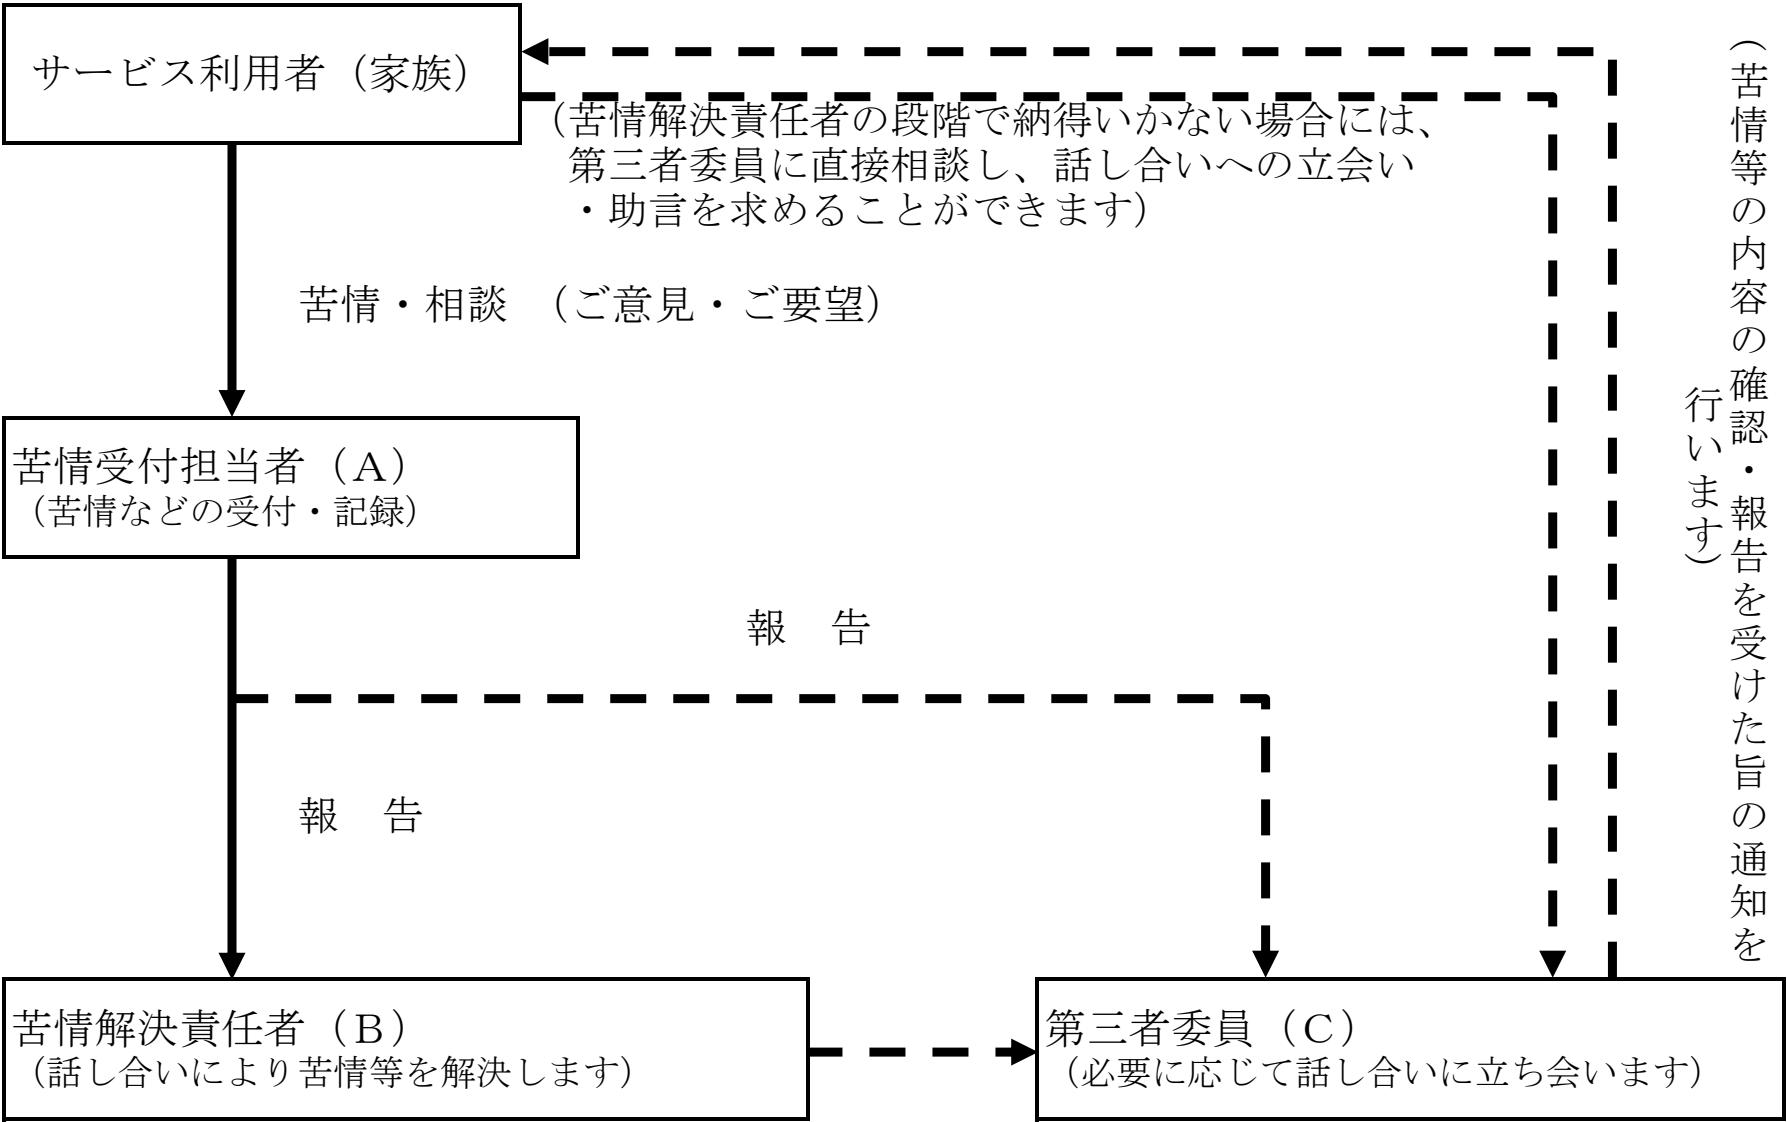 サービス利用者（家族）
（苦情解決責任者の段階で納得いかない場合には、
第三者委員に直接相談し、話し合いへの立会い
・助言を求めることができます）
（苦情等の内容の確認・報告を受けた旨の通知を
行います）
苦情・相談　（ご意見・ご要望）
苦情受付担当者（Ａ）
（苦情などの受付・記録）
報　告
報　告
苦情解決責任者（Ｂ）
（話し合いにより苦情等を解決します）
第三者委員（Ｃ）
（必要に応じて話し合いに立ち会います）